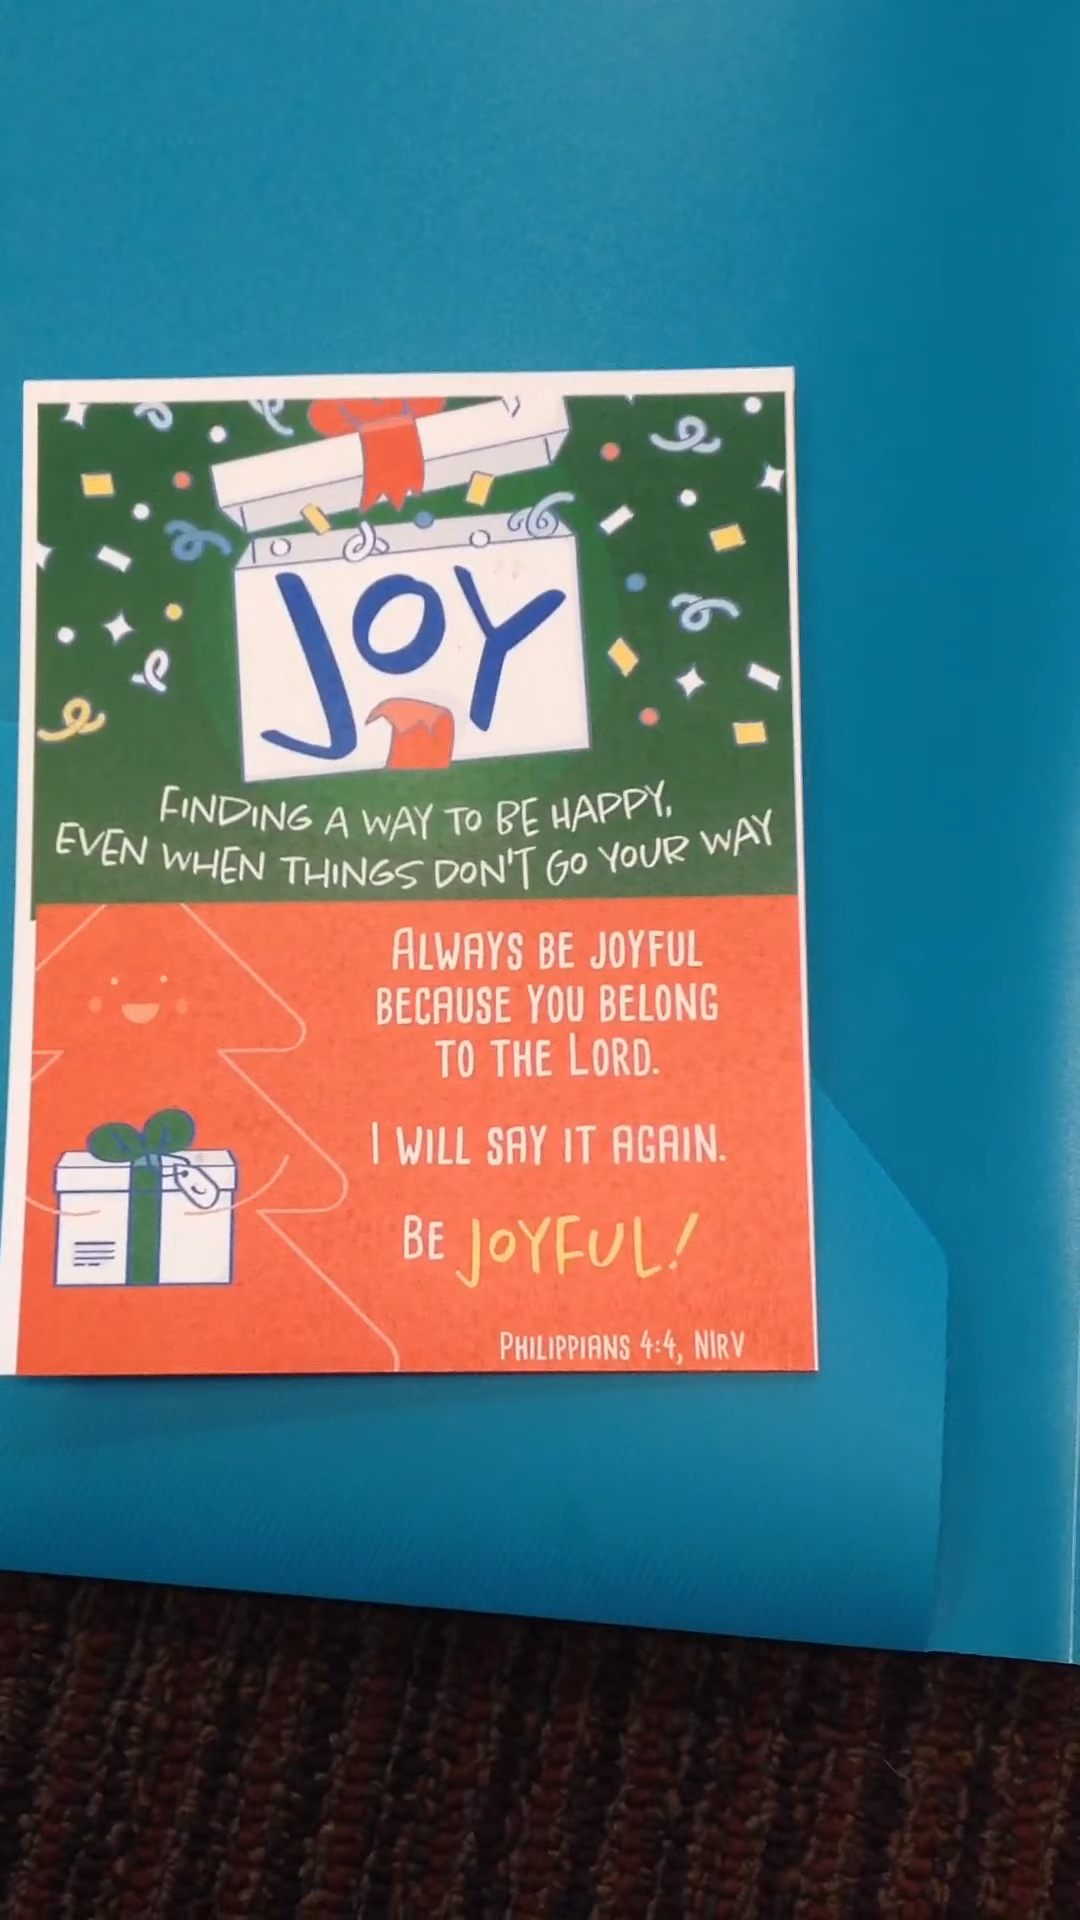 JOY
FINDING A WAY TO BE HAPPY,
EVEN WHEN THINGS DON'T GO YOUR WAY
ALWAYS BE JOYFUL
BECAUSE YOU BELONG
TO THE LORD.
I WILL SAY IT AGAIN.
BE JOYFUL!
PHILIPPIANS 4:4, NIRV